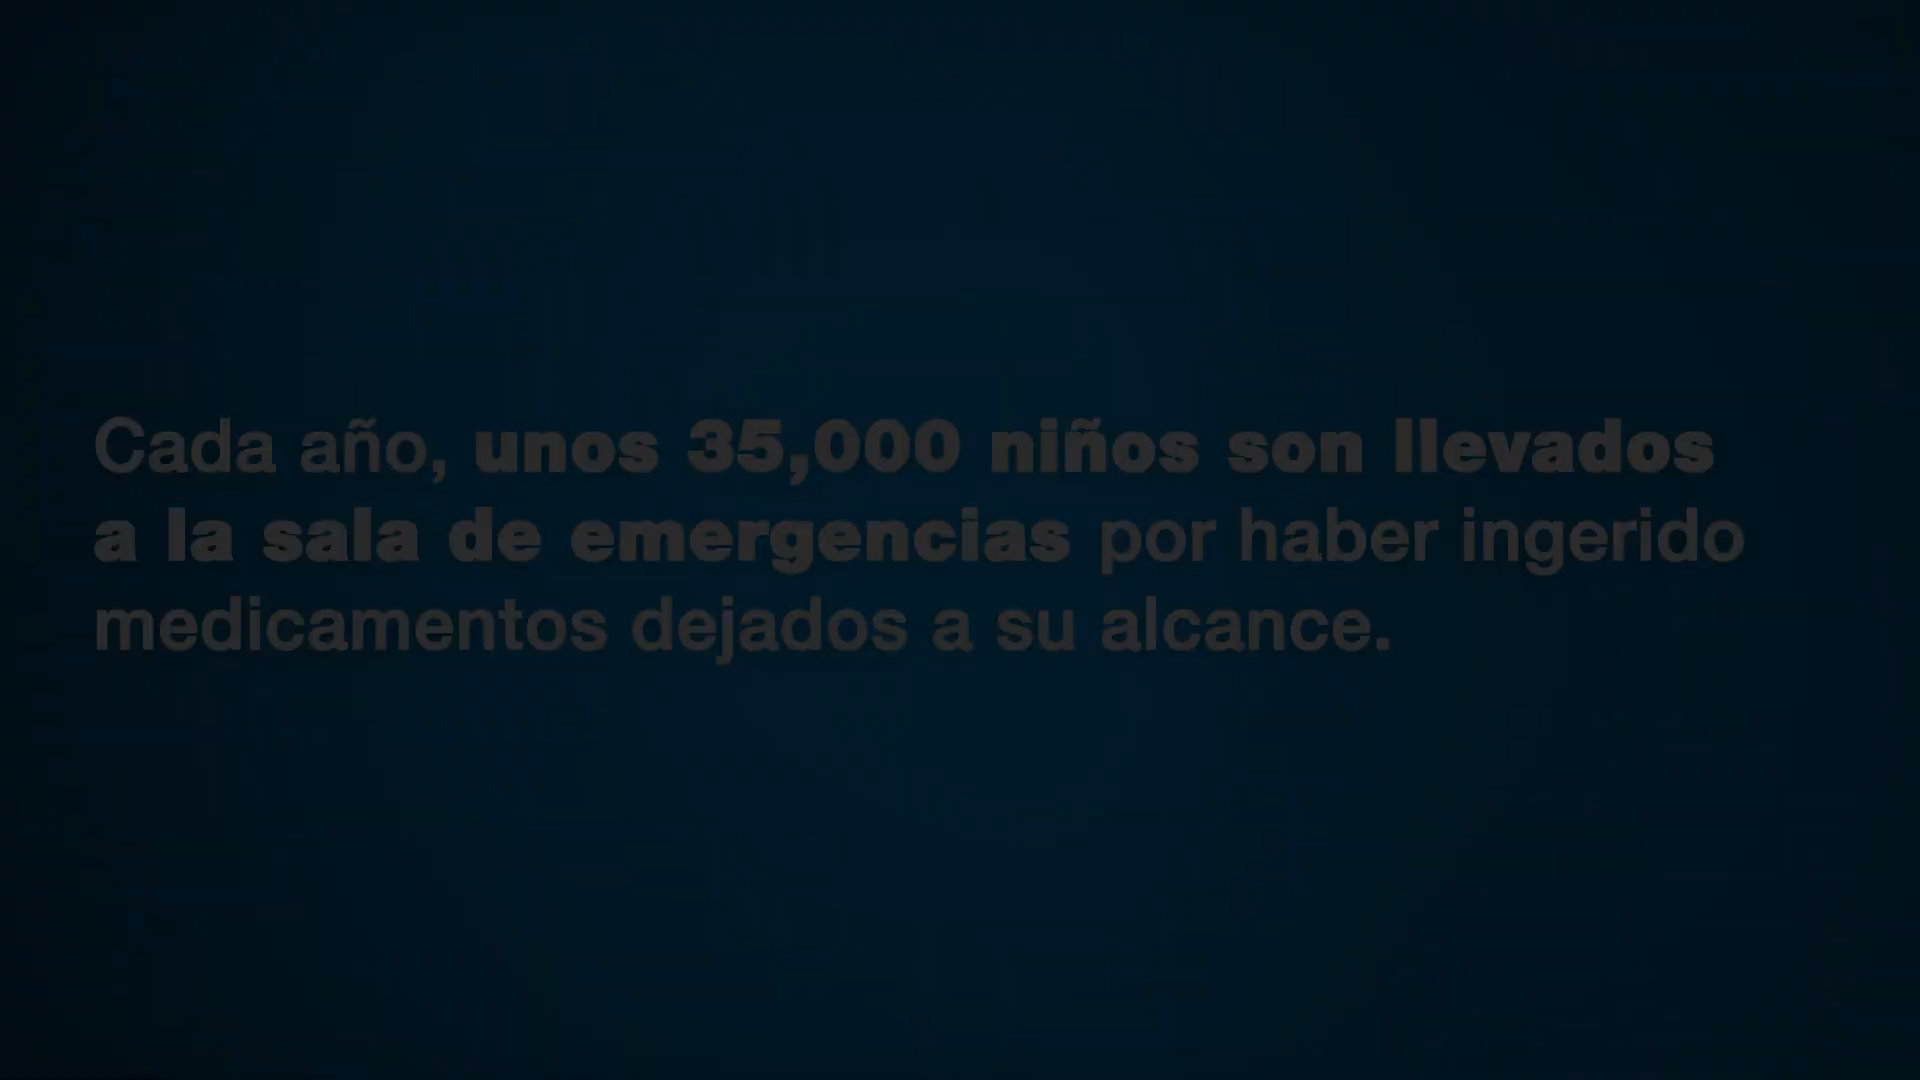 Cada año, unos 35,000 niños son llevados
a la sala de emergencias por haber ingerido
medicamentos dejados a su alcance.